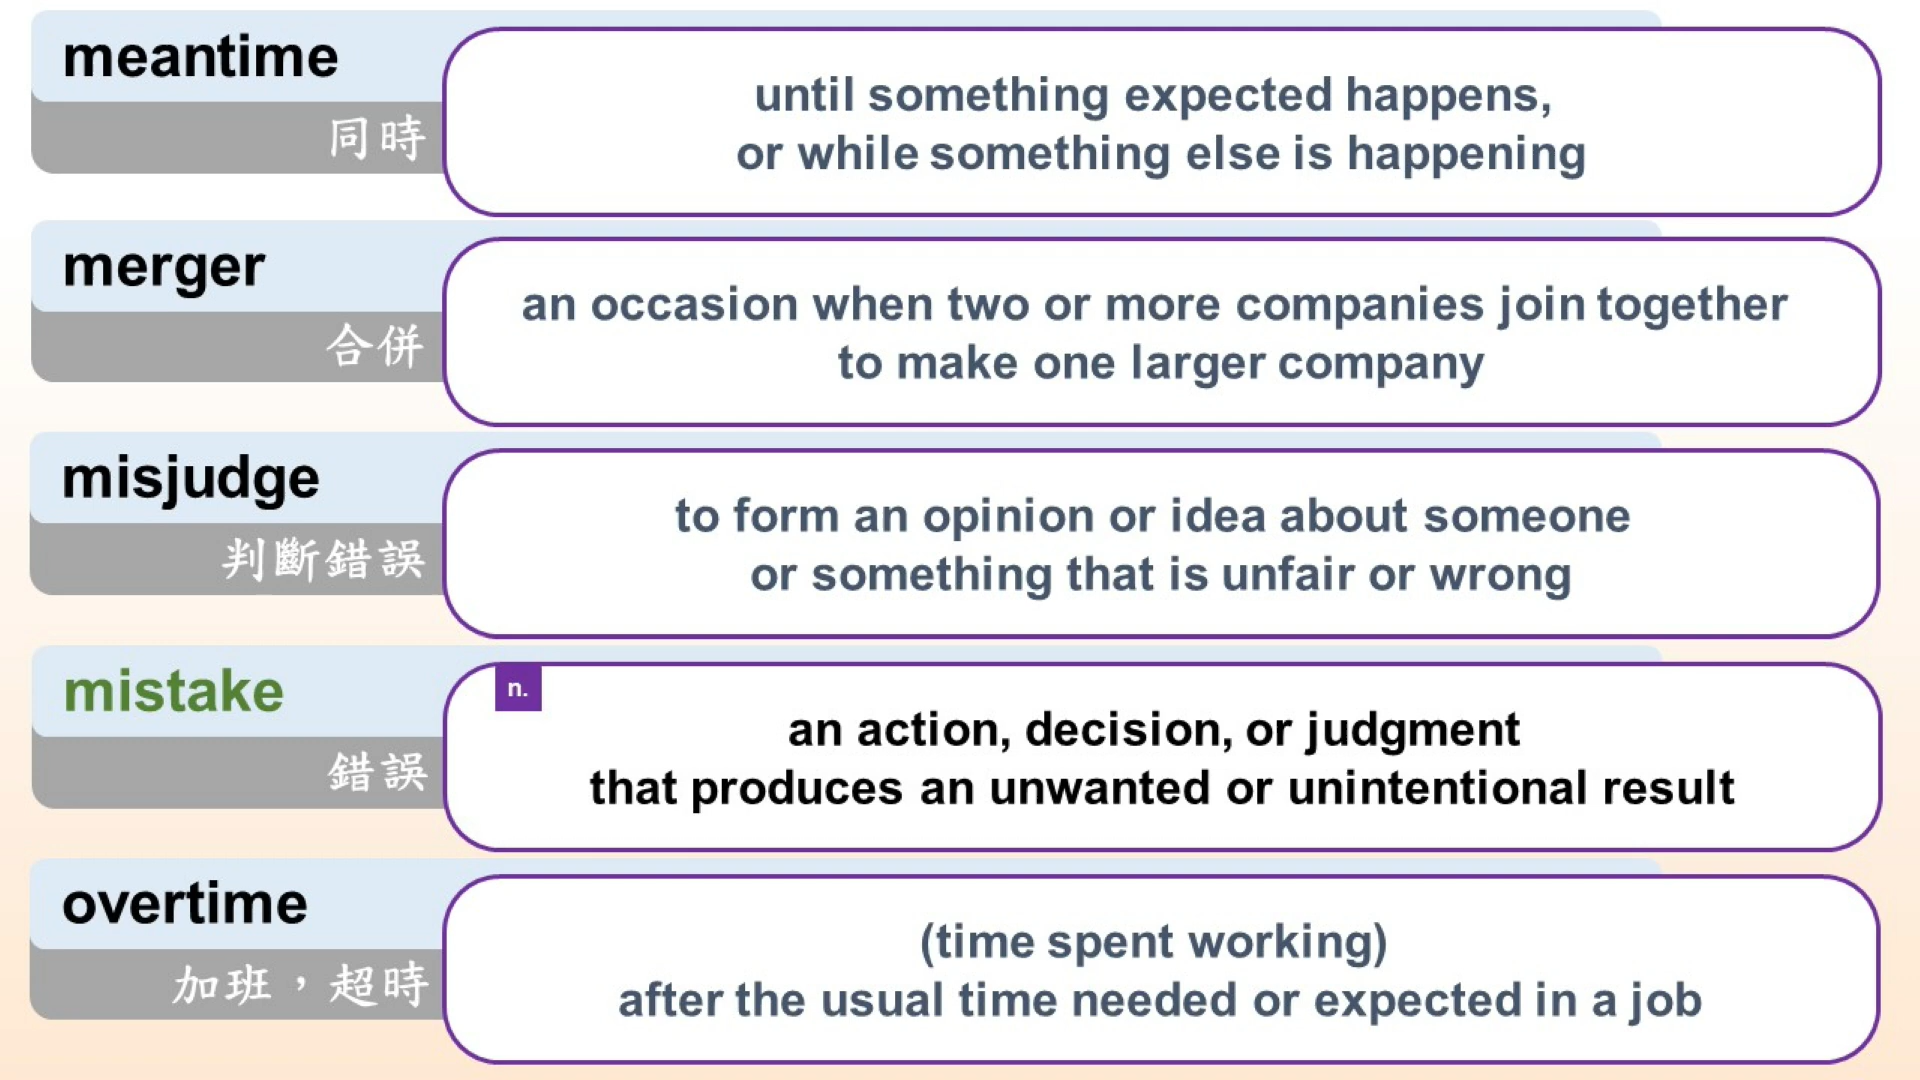 meantime
同時
until something expected happens,
or while something else is happening
merger
合併
an occasion when two or more companies join together
to make one larger company
misjudge
判斷錯誤
to form an opinion or idea about someone
or something that is unfair or wrong
mistake
錯誤
n.
an action, decision, or judgment
that produces an unwanted or unintentional result
overtime
加班，超時
(time spent working)
after the usual time needed or expected in a job